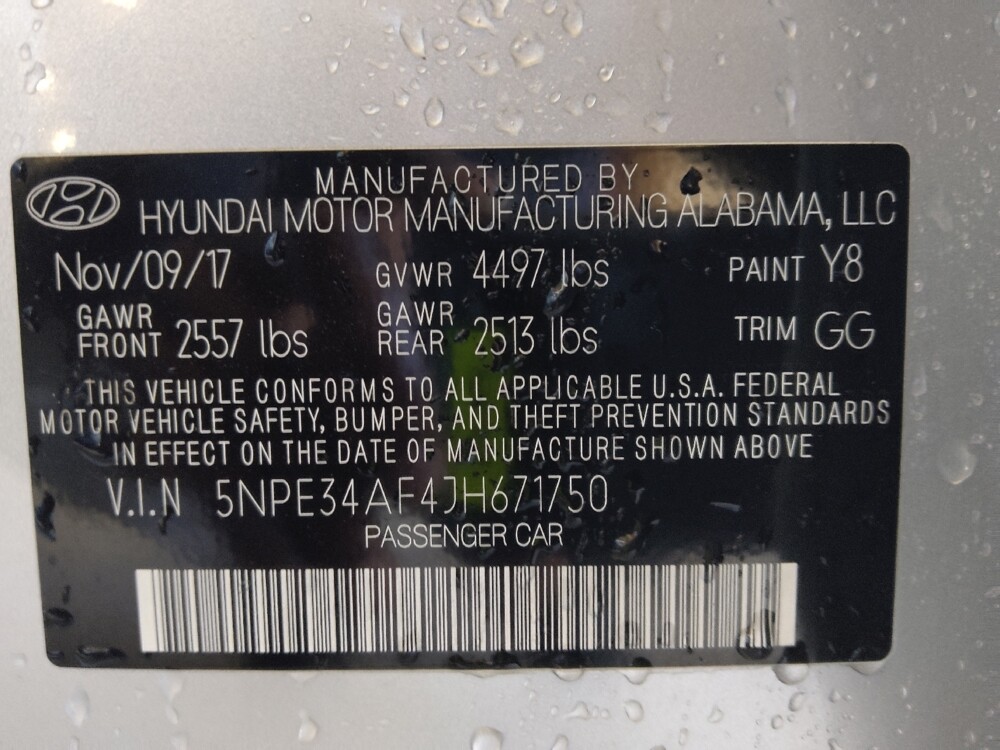 MANUFACTURED BY
HYUNDAI MOTOR MANUFACTURING ALABAMA, LLC
Nov/09/17 GVWR 4497 lbs PAINT Y8
GAWR FRONT 2557 lbs GAWR REAR 2513 lbs TRIM GG
THIS VEHICLE CONFORMS TO ALL APPLICABLE U.S.A. FEDERAL
MOTOR VEHICLE SAFETY, BUMPER, AND THEFT PREVENTION STANDARDS
IN EFFECT ON THE DATE OF MANUFACTURE SHOWN ABOVE
V.I.N 5NPE34AF4JH671750
PASSENGER CAR